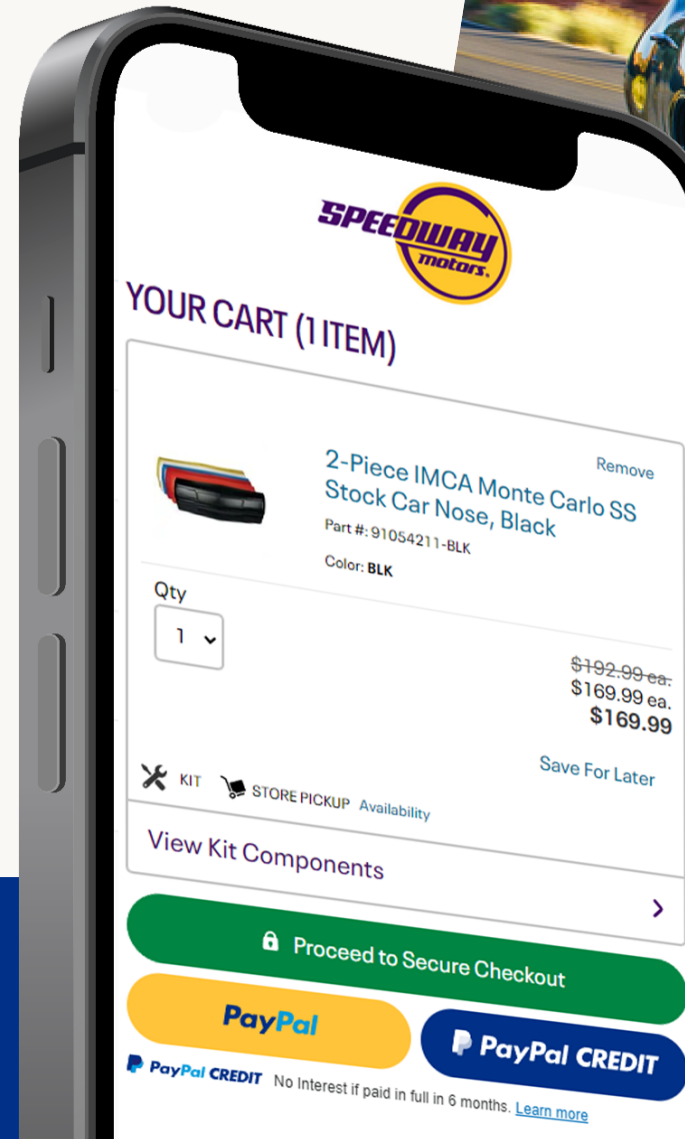 SPEEDWAY
motors.
YOUR CART (1 ITEM)
Remove
2-Piece IMCA Monte Carlo SS
Stock Car Nose, Black
Part #: 91054211-BLK
Color: BLK
Qty
1
$192.99 ea.
$169.99 ea.
$169.99
Save For Later
KIT STORE PICKUP Availability
View Kit Components
Proceed to Secure Checkout
PayPal
PayPal CREDIT
PayPal CREDIT No Interest if paid in full in 6 months. Learn more